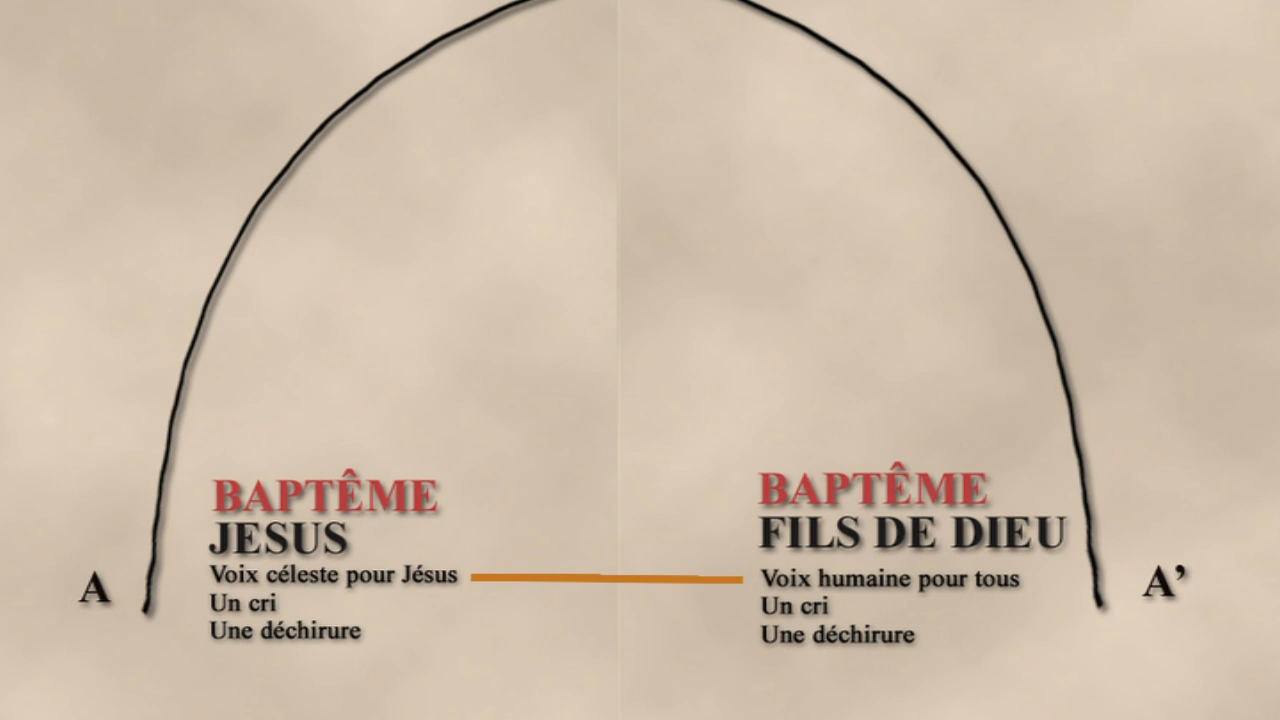 BAPTÊME
JESUS
Voix céleste pour Jésus
Un cri
Une déchirure
A
BAPTÊME
FILS DE DIEU
Voix humaine pour tous
Un cri
Une déchirure
A’